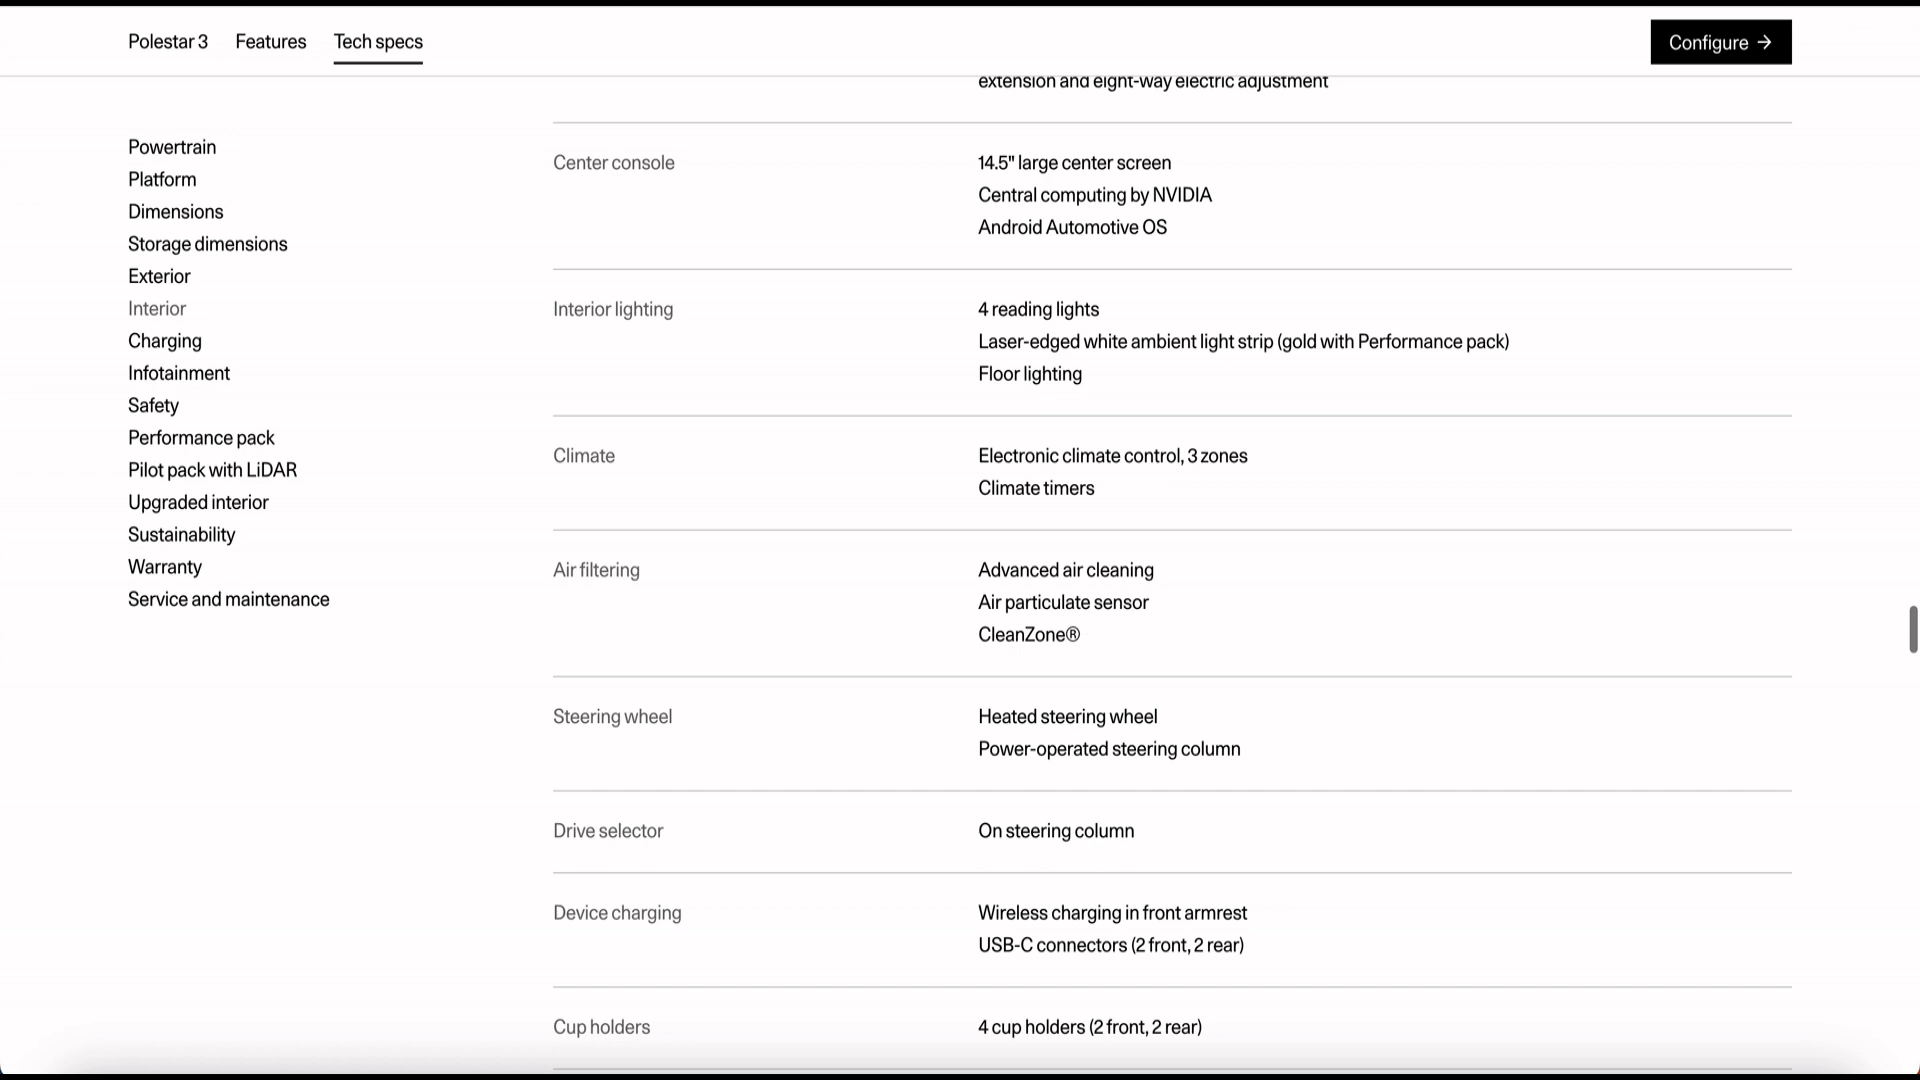 Polestar 3
Features
Tech specs
Configure →
Powertrain
Platform
Dimensions
Storage dimensions
Exterior
Interior
Charging
Infotainment
Safety
Performance pack
Pilot pack with LiDAR
Upgraded interior
Sustainability
Warranty
Service and maintenance
extension and eight-way electric adjustment
Center console
14.5" large center screen
Central computing by NVIDIA
Android Automotive OS
Interior lighting
4 reading lights
Laser-edged white ambient light strip (gold with Performance pack)
Floor lighting
Climate
Electronic climate control, 3 zones
Climate timers
Air filtering
Advanced air cleaning
Air particulate sensor
CleanZone®
Steering wheel
Heated steering wheel
Power-operated steering column
Drive selector
On steering column
Device charging
Wireless charging in front armrest
USB-C connectors (2 front, 2 rear)
Cup holders
4 cup holders (2 front, 2 rear)